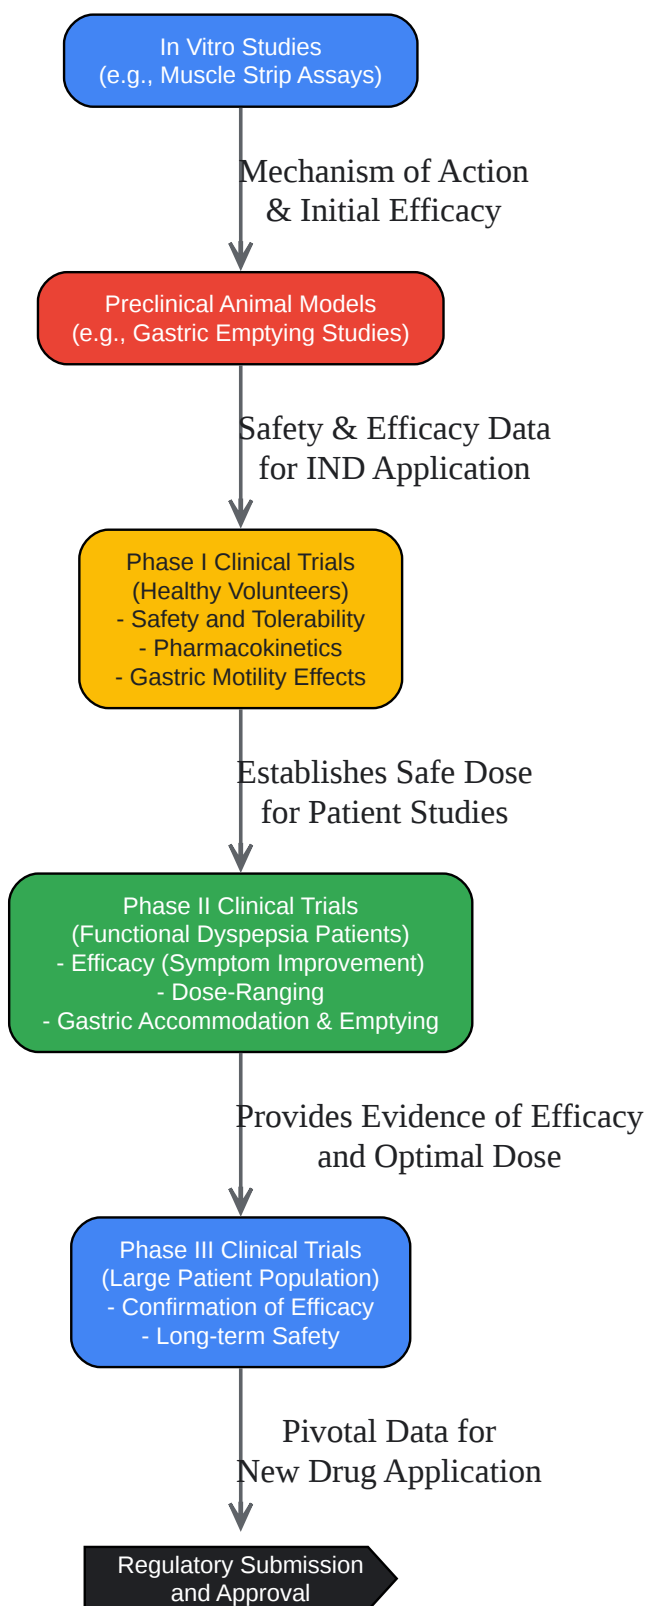 In Vitro Studies
(e.g., Muscle Strip Assays)
Mechanism of Action
& Initial Efficacy
Preclinical Animal Models
(e.g., Gastric Emptying Studies)
Safety & Efficacy Data
for IND Application
Phase I Clinical Trials
(Healthy Volunteers)
- Safety and Tolerability
- Pharmacokinetics
- Gastric Motility Effects
Establishes Safe Dose
for Patient Studies
Phase II Clinical Trials
(Functional Dyspepsia Patients)
- Efficacy (Symptom Improvement)
- Dose-Ranging
- Gastric Accommodation & Emptying
Provides Evidence of Efficacy
and Optimal Dose
Phase III Clinical Trials
(Large Patient Population)
- Confirmation of Efficacy
- Long-term Safety
Pivotal Data for
New Drug Application
Regulatory Submission
and Approval